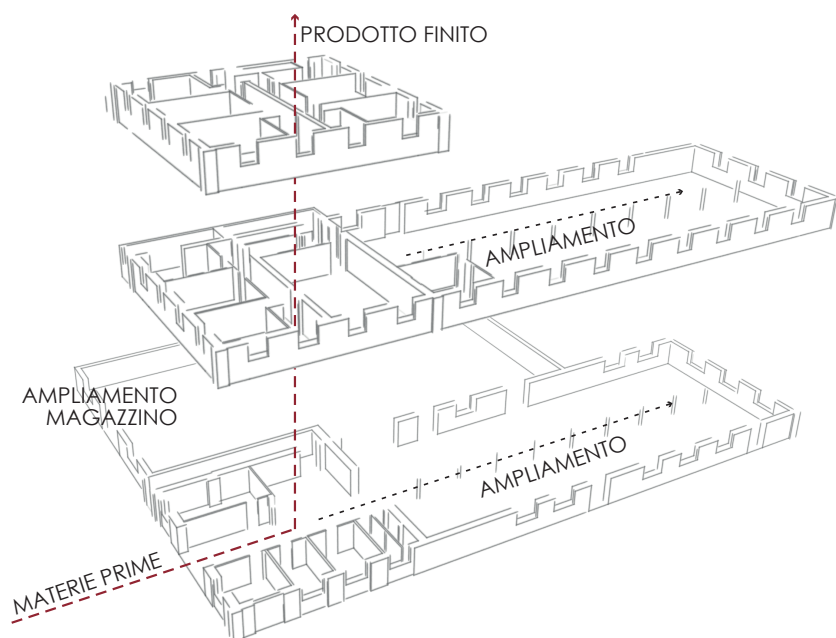 PRODOTTO FINITO
AMPLIAMENTO
AMPLIAMENTO
MAGAZZINO
AMPLIAMENTO
MATERIE PRIME